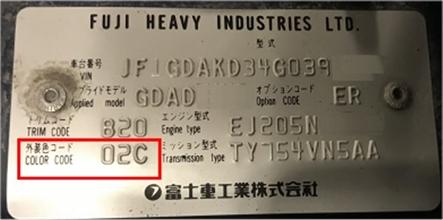 FUJI HEAVY INDUSTRIES LTD.
型式
車台番号
VIN JF1GDAKD34G039
アプライドモデル オプションコード
Applied model GDAD Option CODE ER
トリムコード エンジン型式
TRIM CODE 820 Engine type EJ205N
外装色コード ミッション型式
COLOR CODE 02C Transmission type TY754VN5AA
富士重工業株式会社